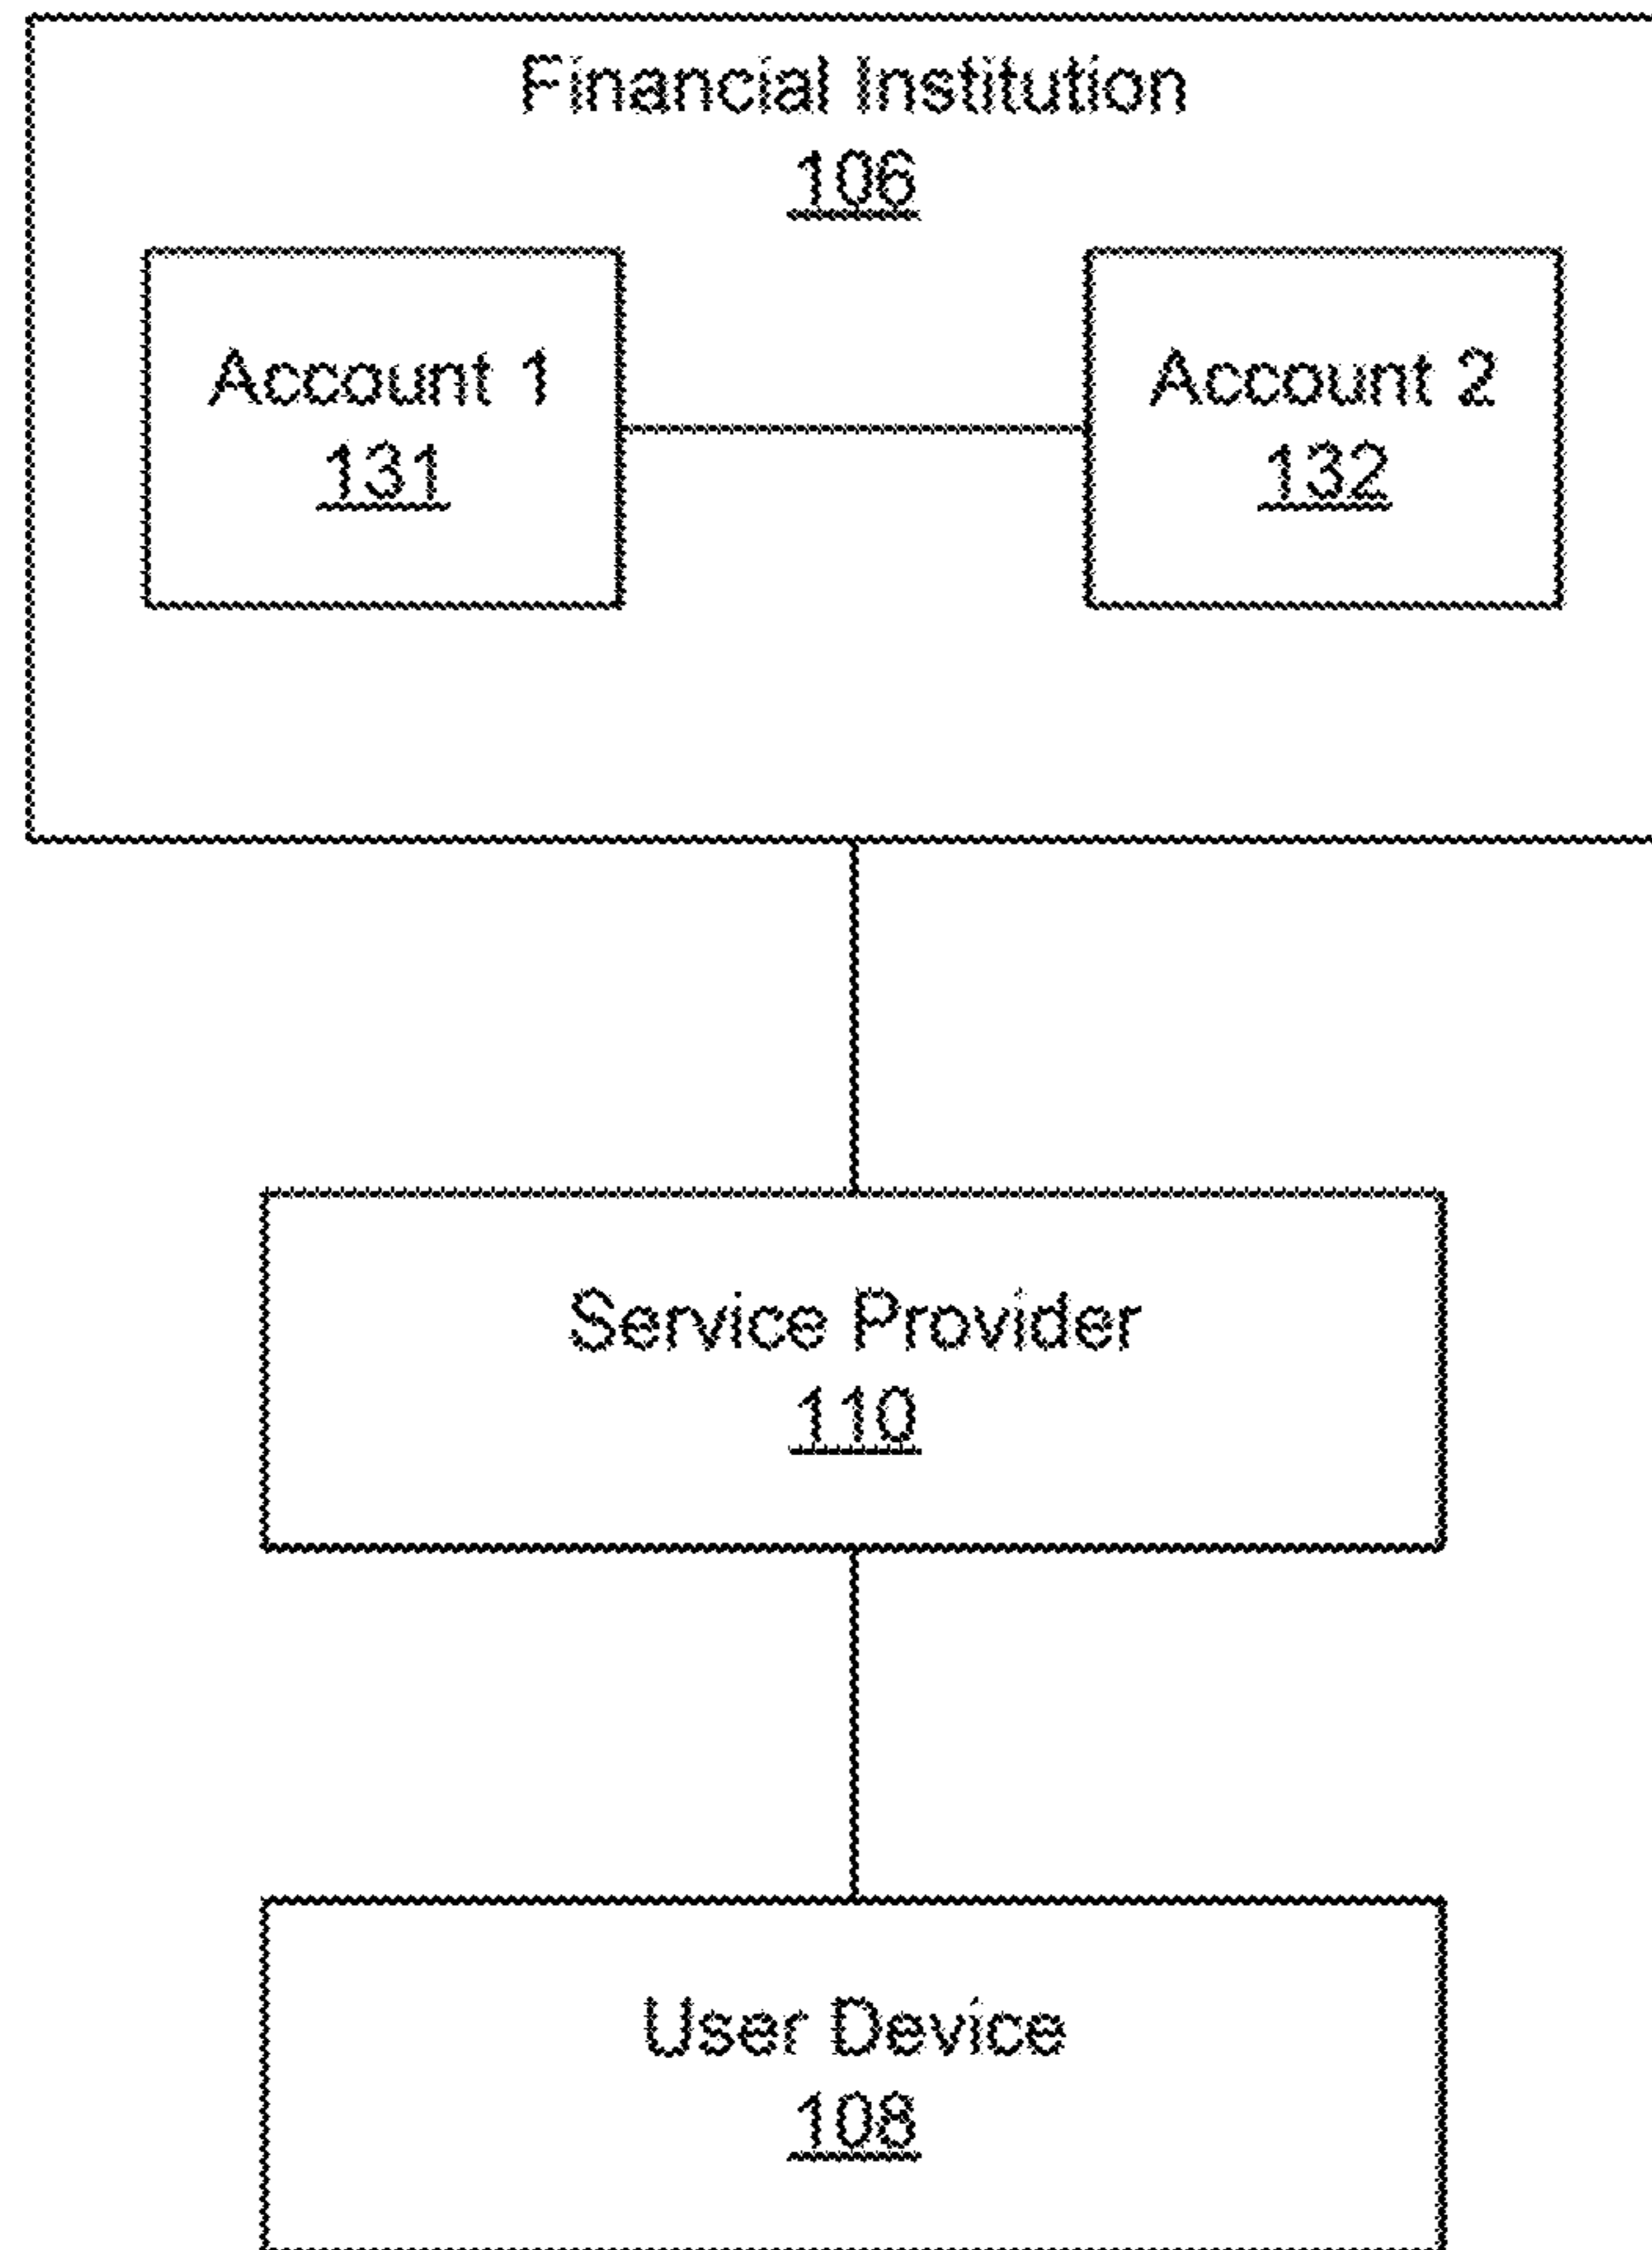 Financial Institution
106
Account 1
131
Account 2
132
Service Provider
110
User Device
108